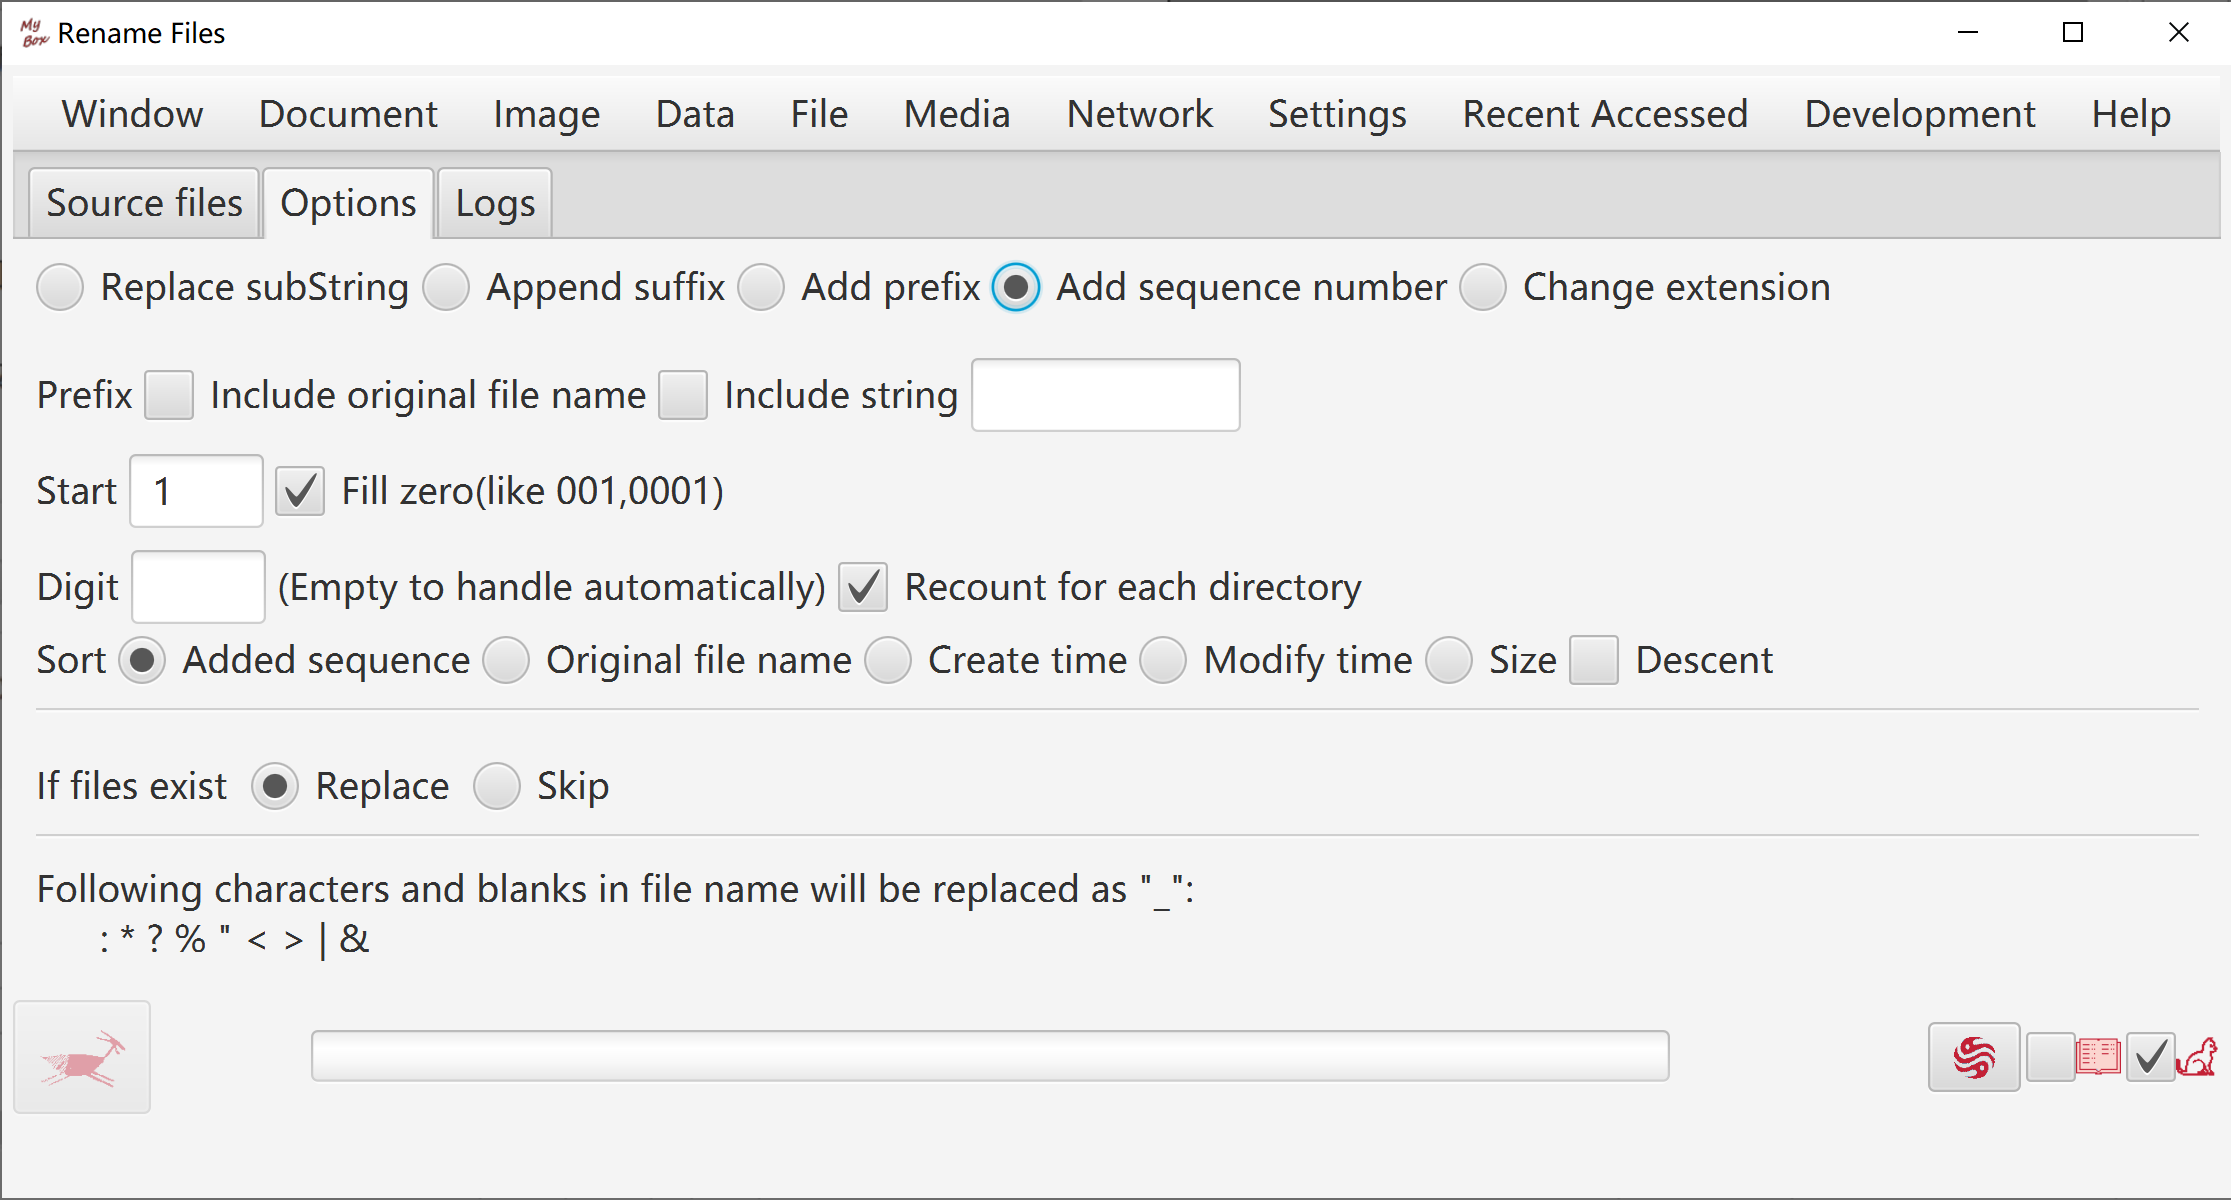 My Box Rename Files
Window Document Image Data File Media Network Settings Recent Accessed Development Help
Source files Options Logs
Replace subString Append suffix Add prefix Add sequence number Change extension
Prefix Include original file name Include string
Start 1 Fill zero(like 001,0001)
Digit (Empty to handle automatically) Recount for each directory
Sort Added sequence Original file name Create time Modify time Size Descent
If files exist Replace Skip
Following characters and blanks in file name will be replaced as "_":
: * ? % " < > | &